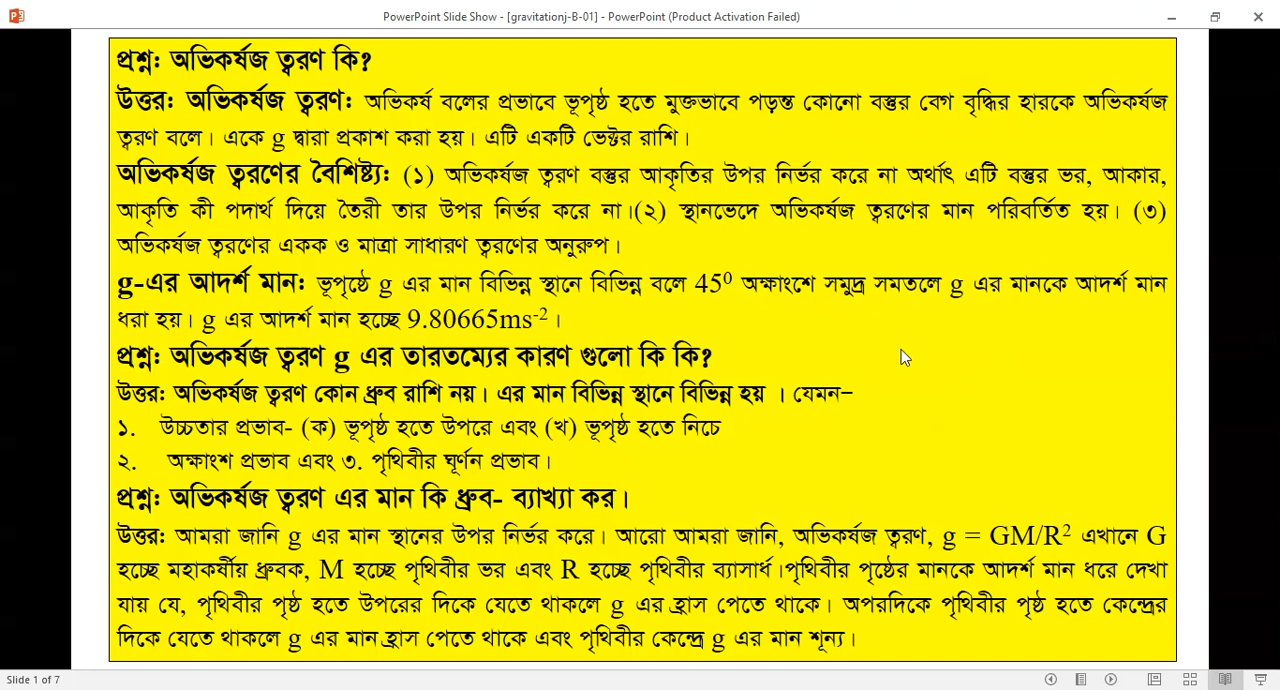 PowerPoint Slide Show - [gravitationj-B-01] - PowerPoint (Product Activation Failed)
প্রশ্ন: অভিকর্ষজ ত্বরণ কি?
উত্তর: অভিকর্ষজ ত্বরণ: অভিকর্ষ বলের প্রভাবে ভূপৃষ্ঠ হতে মুক্তভাবে পড়ন্ত কোনো বস্তুর বেগ বৃদ্ধির হারকে অভিকর্ষজ
ত্বরণ বলে। একে g দ্বারা প্রকাশ করা হয়। এটি একটি ভেক্টর রাশি।
অভিকর্ষজ ত্বরণের বৈশিষ্ট্য: (১) অভিকর্ষজ ত্বরণ বস্তুর আকৃতির উপর নির্ভর করে না অর্থাৎ এটি বস্তুর ভর, আকার,
আকৃতি কী পদার্থ দিয়ে তৈরী তার উপর নির্ভর করে না।(২) স্থানভেদে অভিকর্ষজ ত্বরণের মান পরিবর্তিত হয়। (৩)
অভিকর্ষজ ত্বরণের একক ও মাত্রা সাধারণ ত্বরণের অনুরুপ।
g-এর আদর্শ মান: ভূপৃষ্ঠে g এর মান বিভিন্ন স্থানে বিভিন্ন বলে 45⁰ অক্ষাংশে সমুদ্র সমতলে g এর মানকে আদর্শ মান
ধরা হয়। g এর আদর্শ মান হচ্ছে 9.80665ms⁻²।
প্রশ্ন: অভিকর্ষজ ত্বরণ g এর তারতম্যের কারণ গুলো কি কি?
উত্তর: অভিকর্ষজ ত্বরণ কোন ধ্রুব রাশি নয়। এর মান বিভিন্ন স্থানে বিভিন্ন হয় । যেমন–
১. উচ্চতার প্রভাব- (ক) ভূপৃষ্ঠ হতে উপরে এবং (খ) ভূপৃষ্ঠ হতে নিচে
২. অক্ষাংশ প্রভাব এবং ৩. পৃথিবীর ঘূর্ণন প্রভাব।
প্রশ্ন: অভিকর্ষজ ত্বরণ এর মান কি ধ্রুব- ব্যাখ্যা কর।
উত্তর: আমরা জানি g এর মান স্থানের উপর নির্ভর করে। আরো আমরা জানি, অভিকর্ষজ ত্বরণ, g = GM/R² এখানে G
হচ্ছে মহাকর্ষীয় ধ্রুবক, M হচ্ছে পৃথিবীর ভর এবং R হচ্ছে পৃথিবীর ব্যাসার্ধ।পৃথিবীর পৃষ্ঠের মানকে আদর্শ মান ধরে দেখা
যায় যে, পৃথিবীর পৃষ্ঠ হতে উপরের দিকে যেতে থাকলে g এর হ্রাস পেতে থাকে। অপরদিকে পৃথিবীর পৃষ্ঠ হতে কেন্দ্রের
দিকে যেতে থাকলে g এর মান হ্রাস পেতে থাকে এবং পৃথিবীর কেন্দ্রে g এর মান শূন্য।
Slide 1 of 7